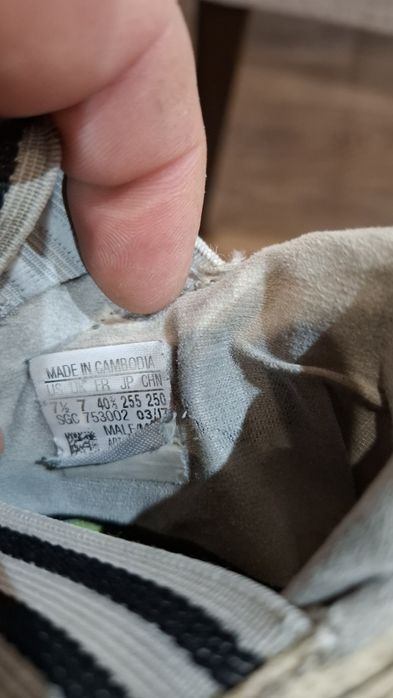 MADE IN CAMBODIA
US UK FR JP CHN
7½ 7 40⅔ 255 250
SGC 753002 03/17
MALE/M
ART